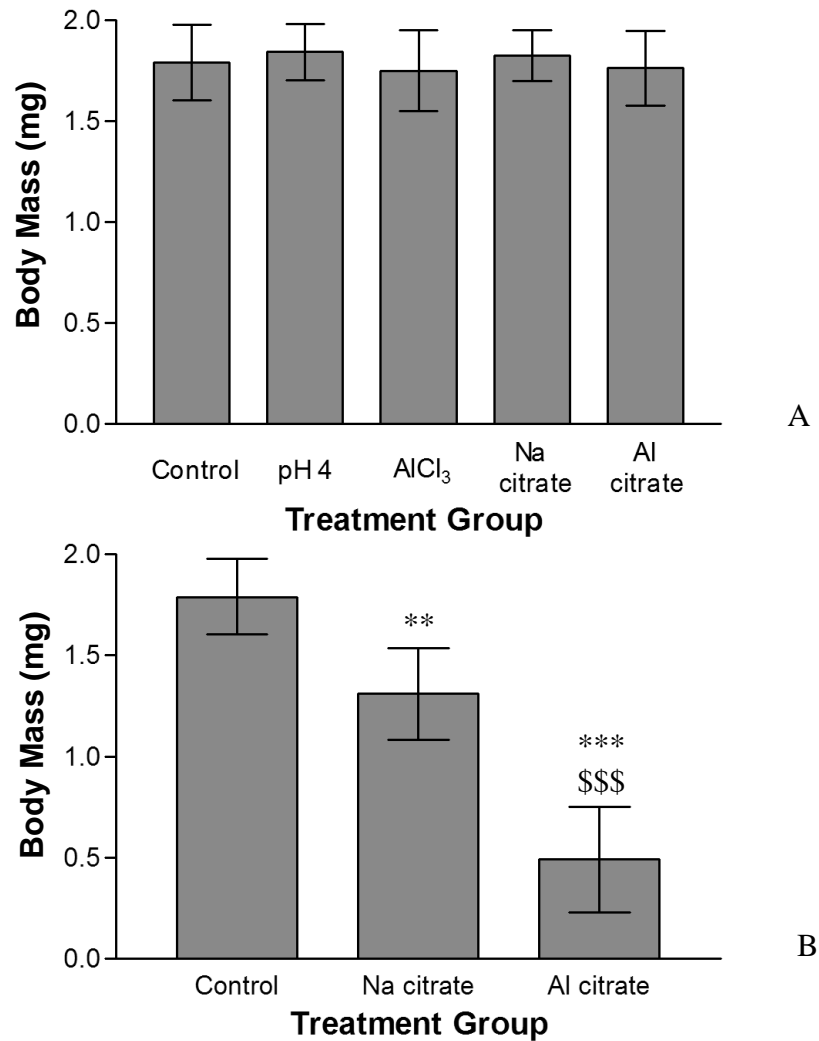 2.0
1.5
1.0
0.5
0.0
Body Mass (mg)
Control pH 4 AlCl₃ Na citrate Al citrate
Treatment Group
A
2.0
1.5
1.0
0.5
0.0
Body Mass (mg)
**
***
$$$
Control Na citrate Al citrate
Treatment Group
B